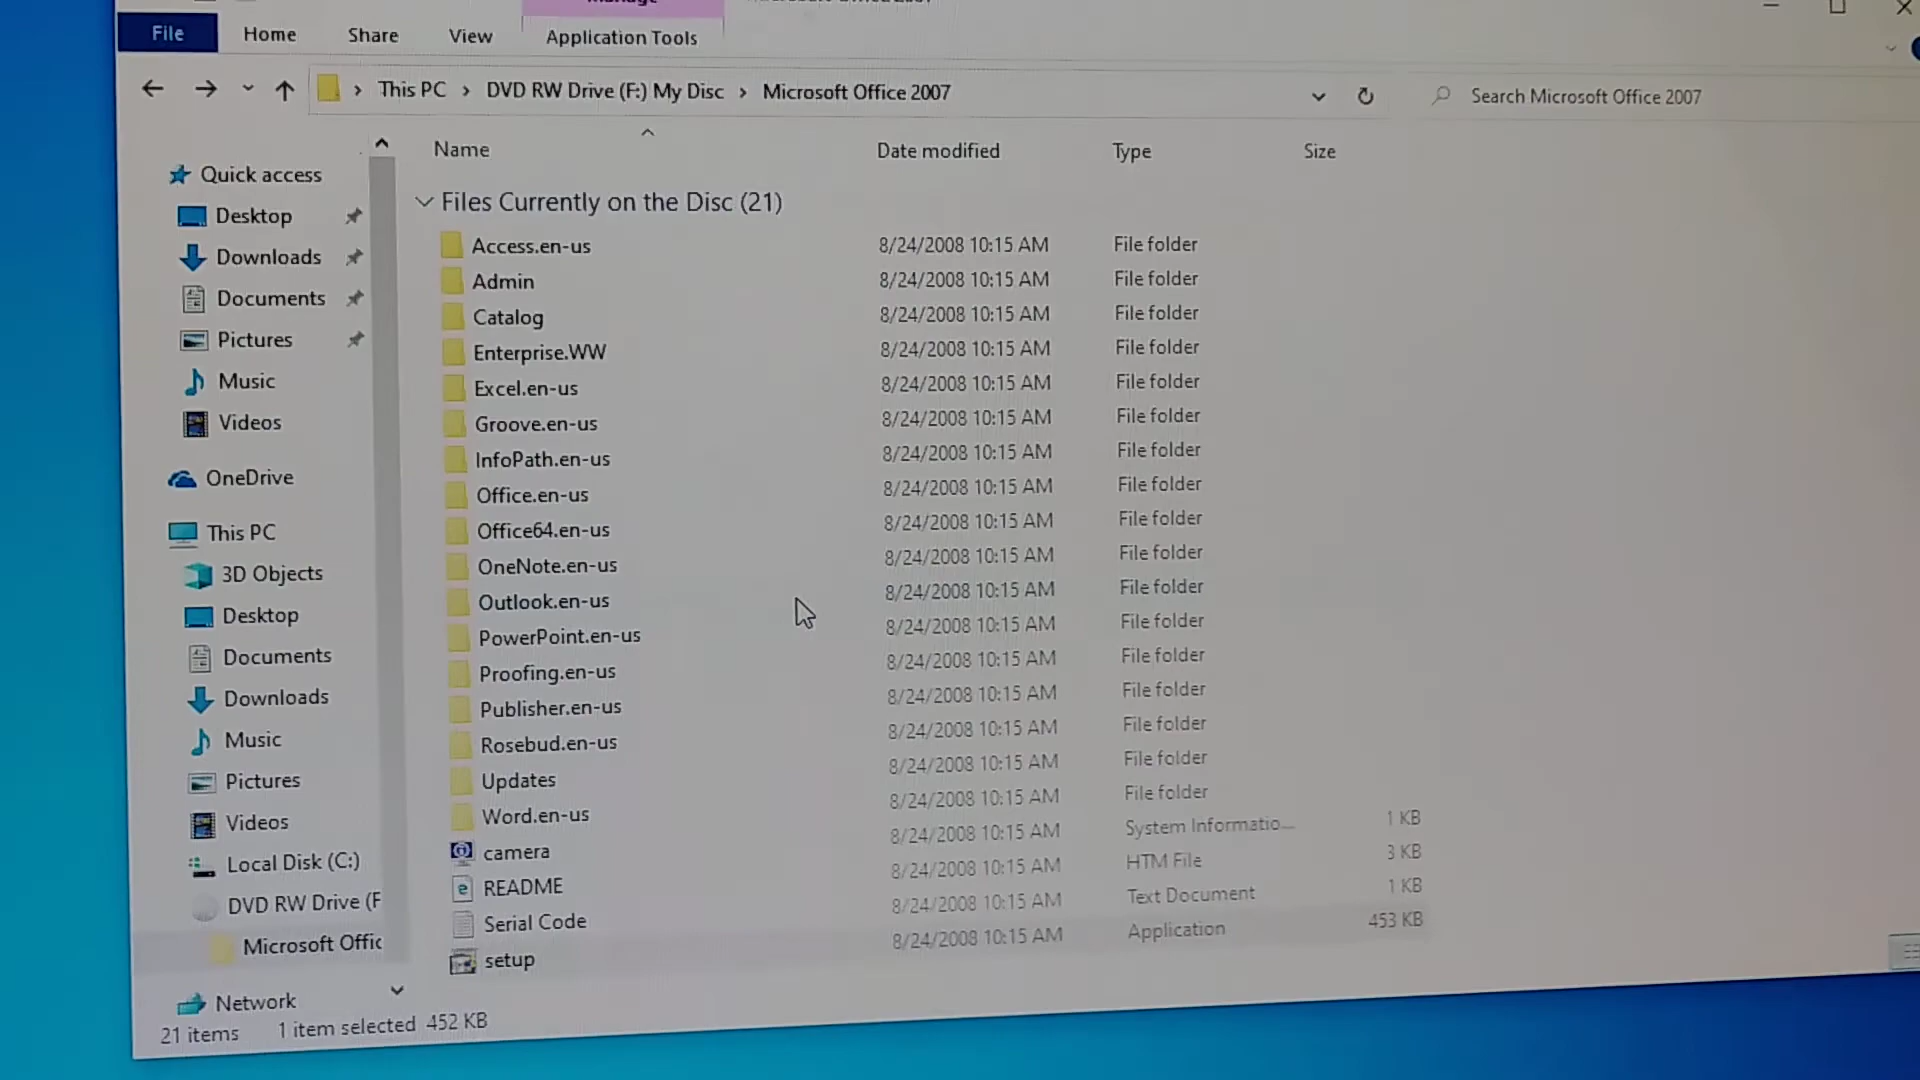 Manage
File Home Share View Application Tools
This PC > DVD RW Drive (F:) My Disc > Microsoft Office 2007
Search Microsoft Office 2007
Name Date modified Type Size
Files Currently on the Disc (21)
Access.en-us 8/24/2008 10:15 AM File folder
Admin 8/24/2008 10:15 AM File folder
Catalog 8/24/2008 10:15 AM File folder
Enterprise.WW 8/24/2008 10:15 AM File folder
Excel.en-us 8/24/2008 10:15 AM File folder
Groove.en-us 8/24/2008 10:15 AM File folder
InfoPath.en-us 8/24/2008 10:15 AM File folder
Office.en-us 8/24/2008 10:15 AM File folder
Office64.en-us 8/24/2008 10:15 AM File folder
OneNote.en-us 8/24/2008 10:15 AM File folder
Outlook.en-us 8/24/2008 10:15 AM File folder
PowerPoint.en-us 8/24/2008 10:15 AM File folder
Proofing.en-us 8/24/2008 10:15 AM File folder
Publisher.en-us 8/24/2008 10:15 AM File folder
Rosebud.en-us 8/24/2008 10:15 AM File folder
Updates 8/24/2008 10:15 AM File folder
Word.en-us 8/24/2008 10:15 AM File folder
camera 8/24/2008 10:15 AM System Informatio... 1 KB
README 8/24/2008 10:15 AM HTM File 3 KB
Serial Code 8/24/2008 10:15 AM Text Document 1 KB
setup 8/24/2008 10:15 AM Application 453 KB
Quick access
Desktop
Downloads
Documents
Pictures
Music
Videos
OneDrive
This PC
3D Objects
Desktop
Documents
Downloads
Music
Pictures
Videos
Local Disk (C:)
DVD RW Drive (F
Microsoft Offic
Network
21 items 1 item selected 452 KB